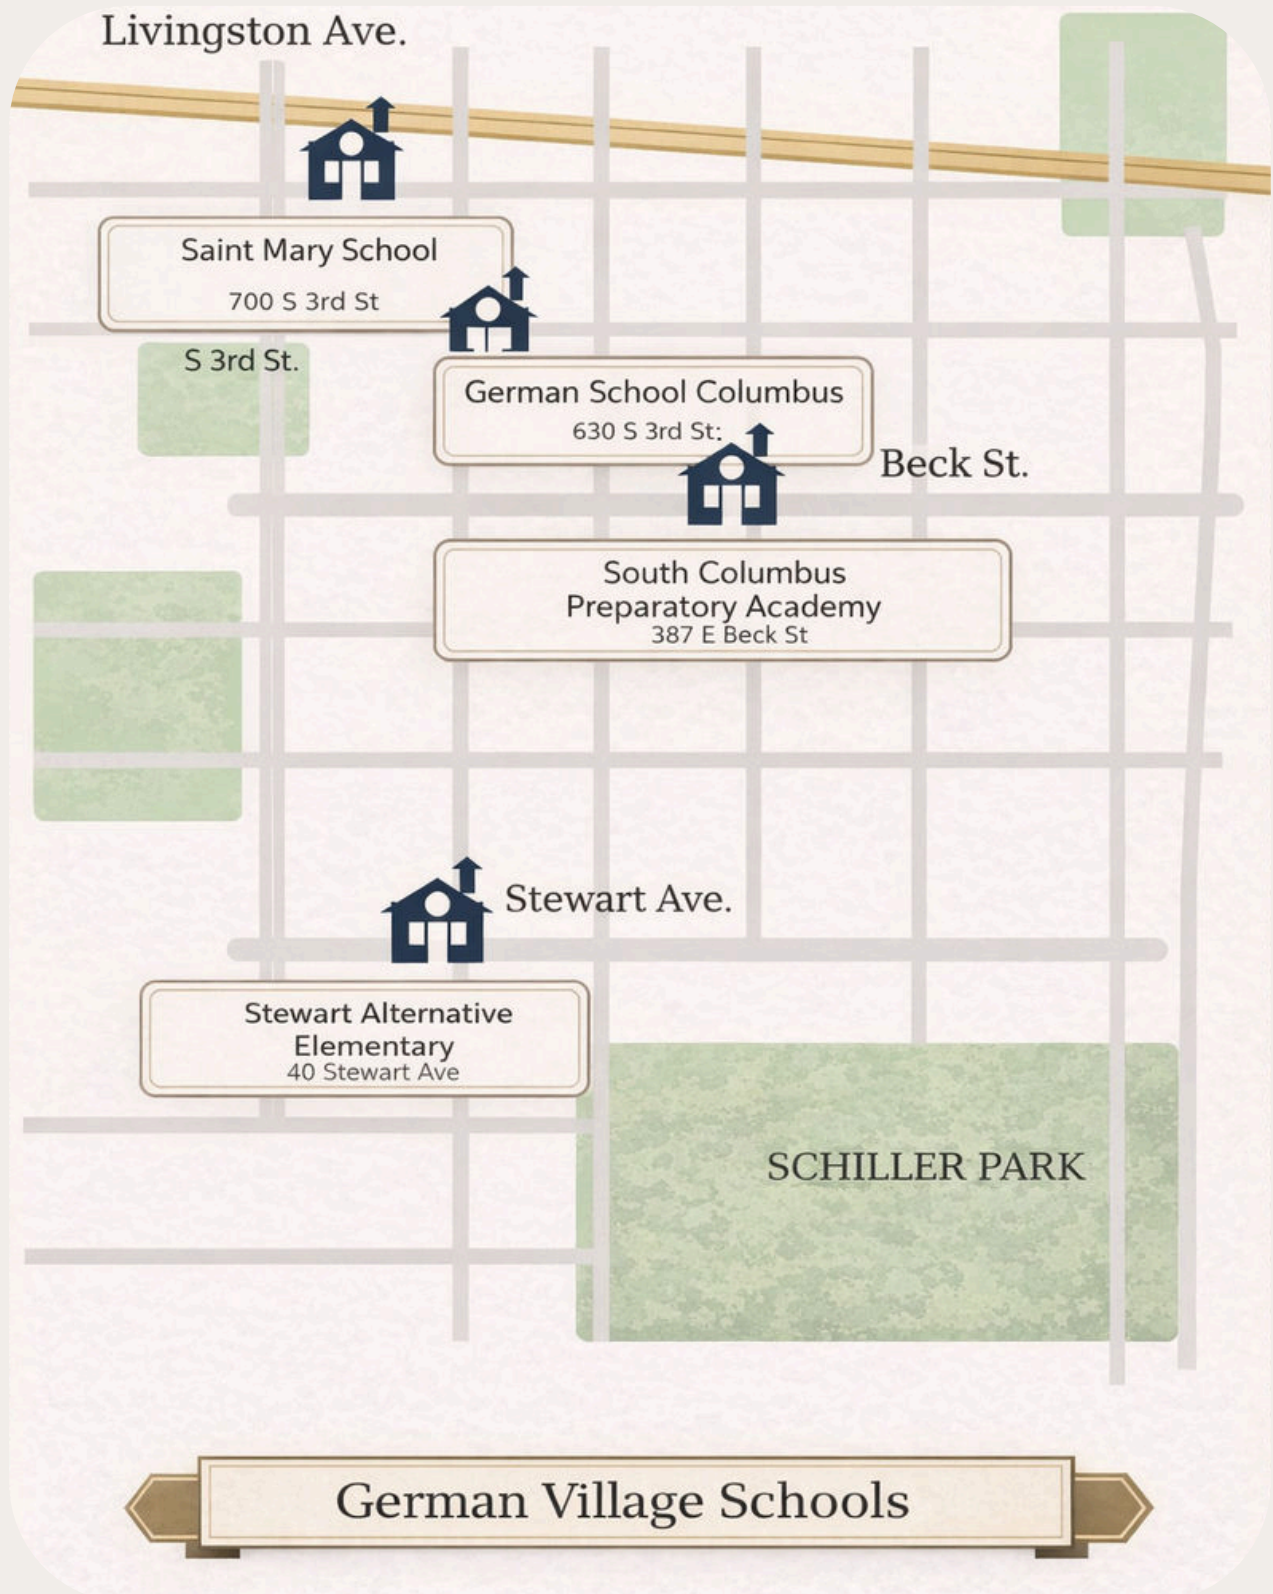 Livingston Ave.
Saint Mary School
700 S 3rd St
S 3rd St.
German School Columbus
630 S 3rd St:
Beck St.
South Columbus
Preparatory Academy
387 E Beck St
Stewart Ave.
Stewart Alternative
Elementary
40 Stewart Ave
SCHILLER PARK
German Village Schools